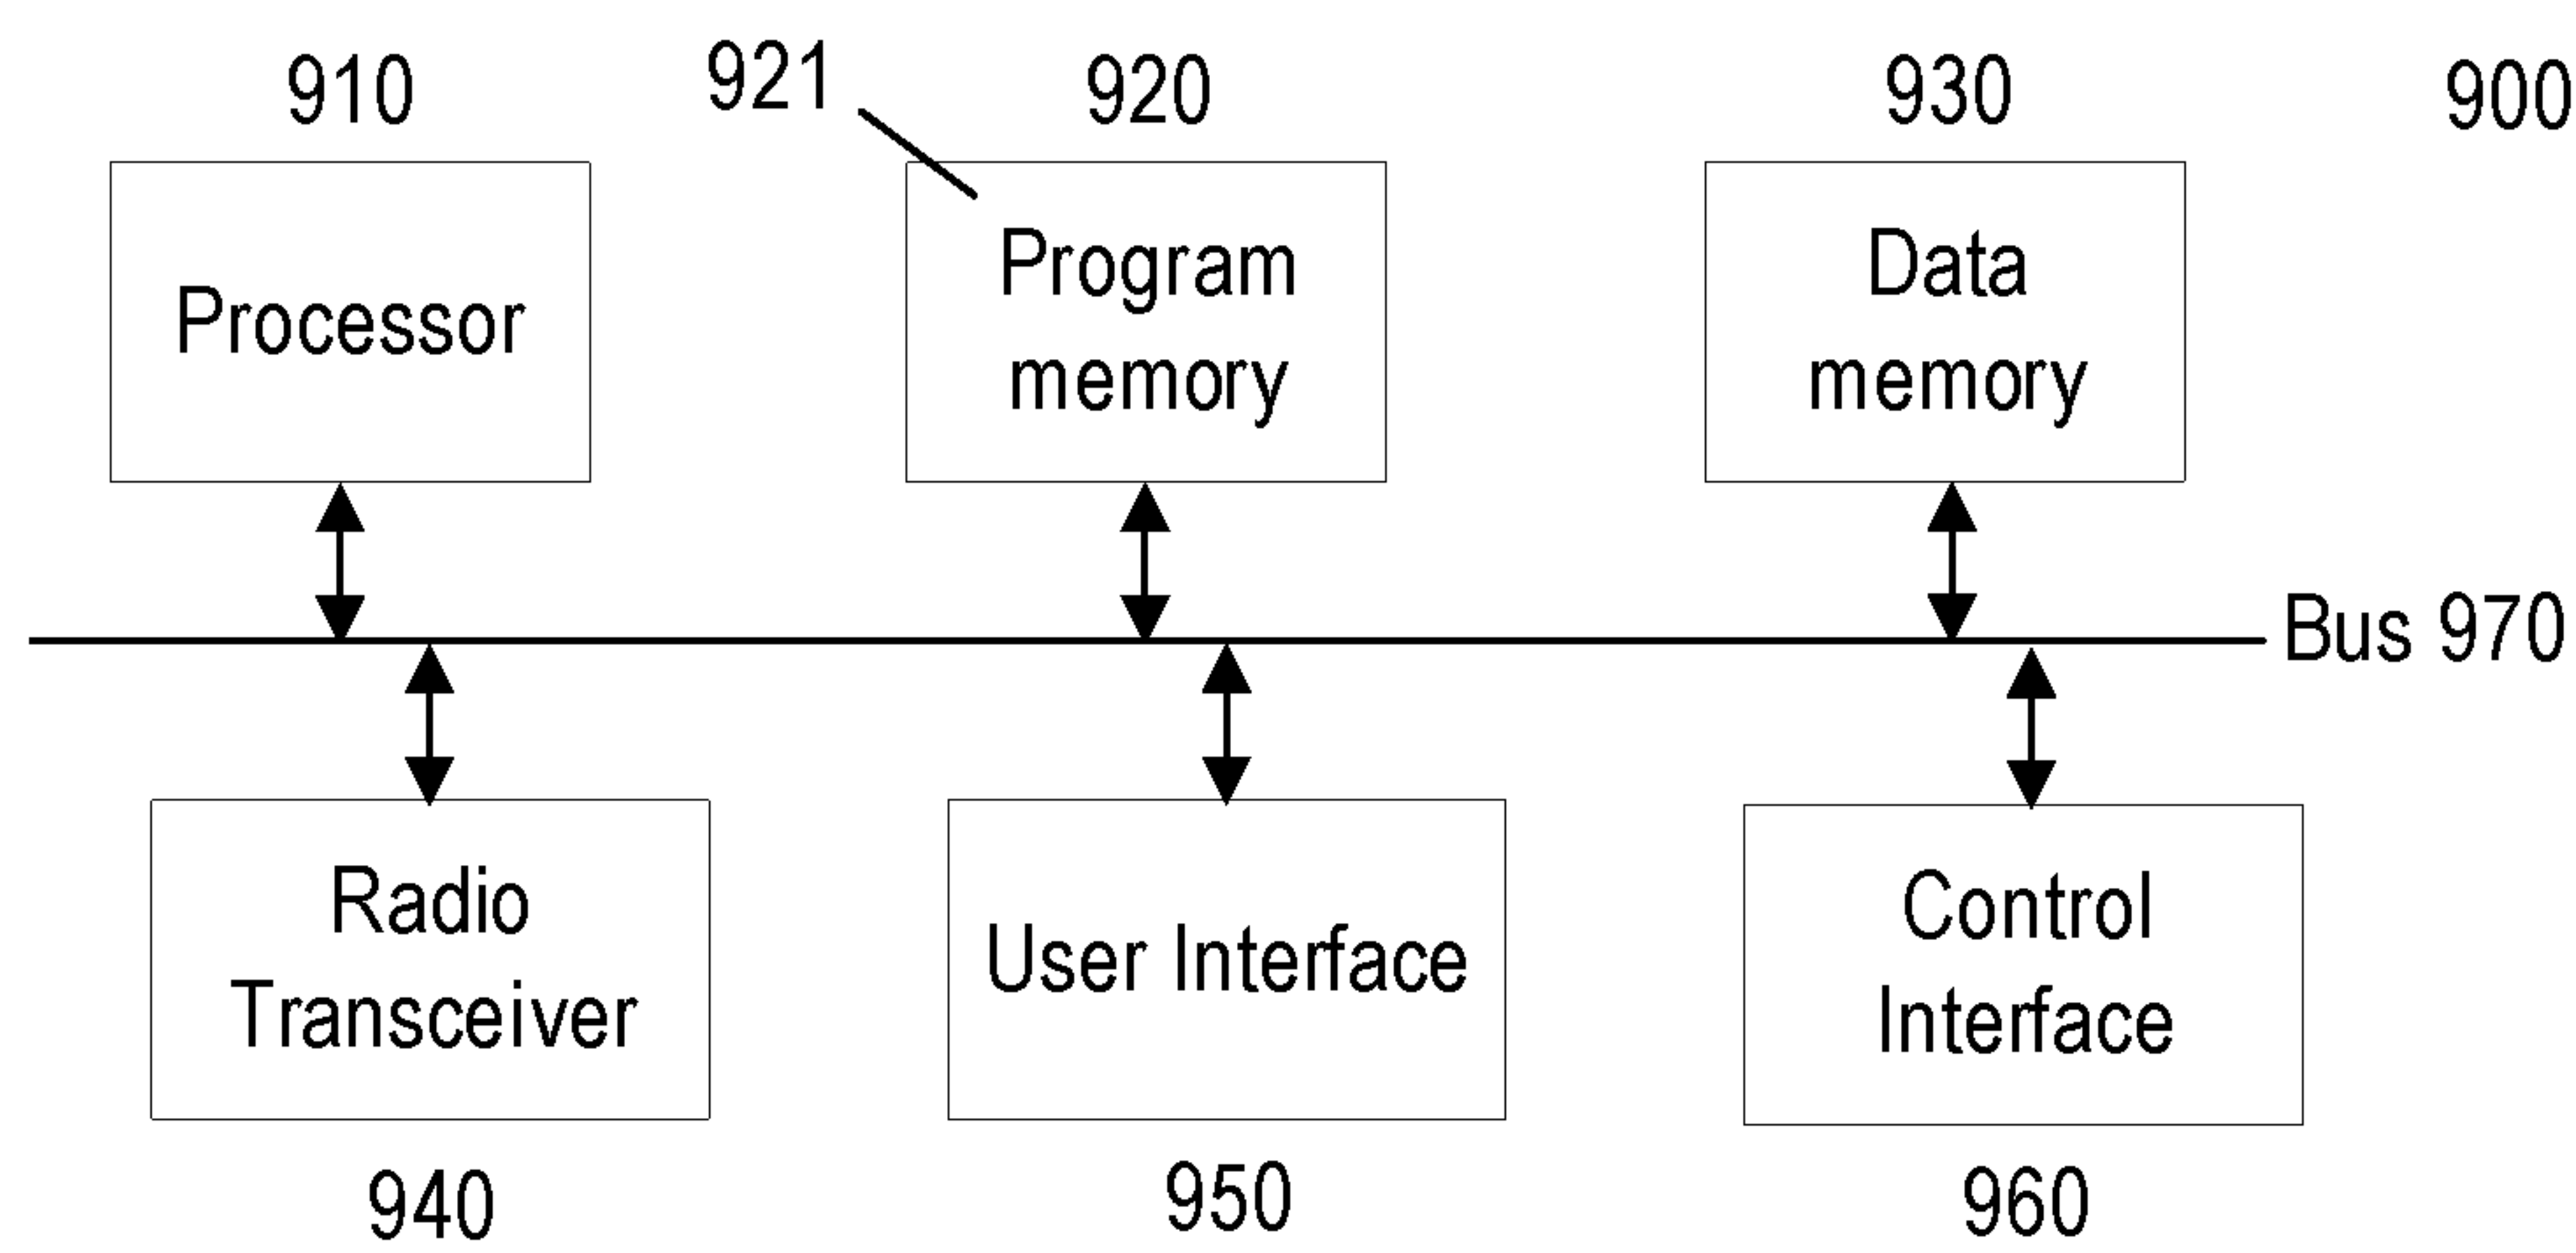 910
921
920
930
900
Processor
Program
memory
Data
memory
Bus 970
Radio
Transceiver
User Interface
Control
Interface
940
950
960